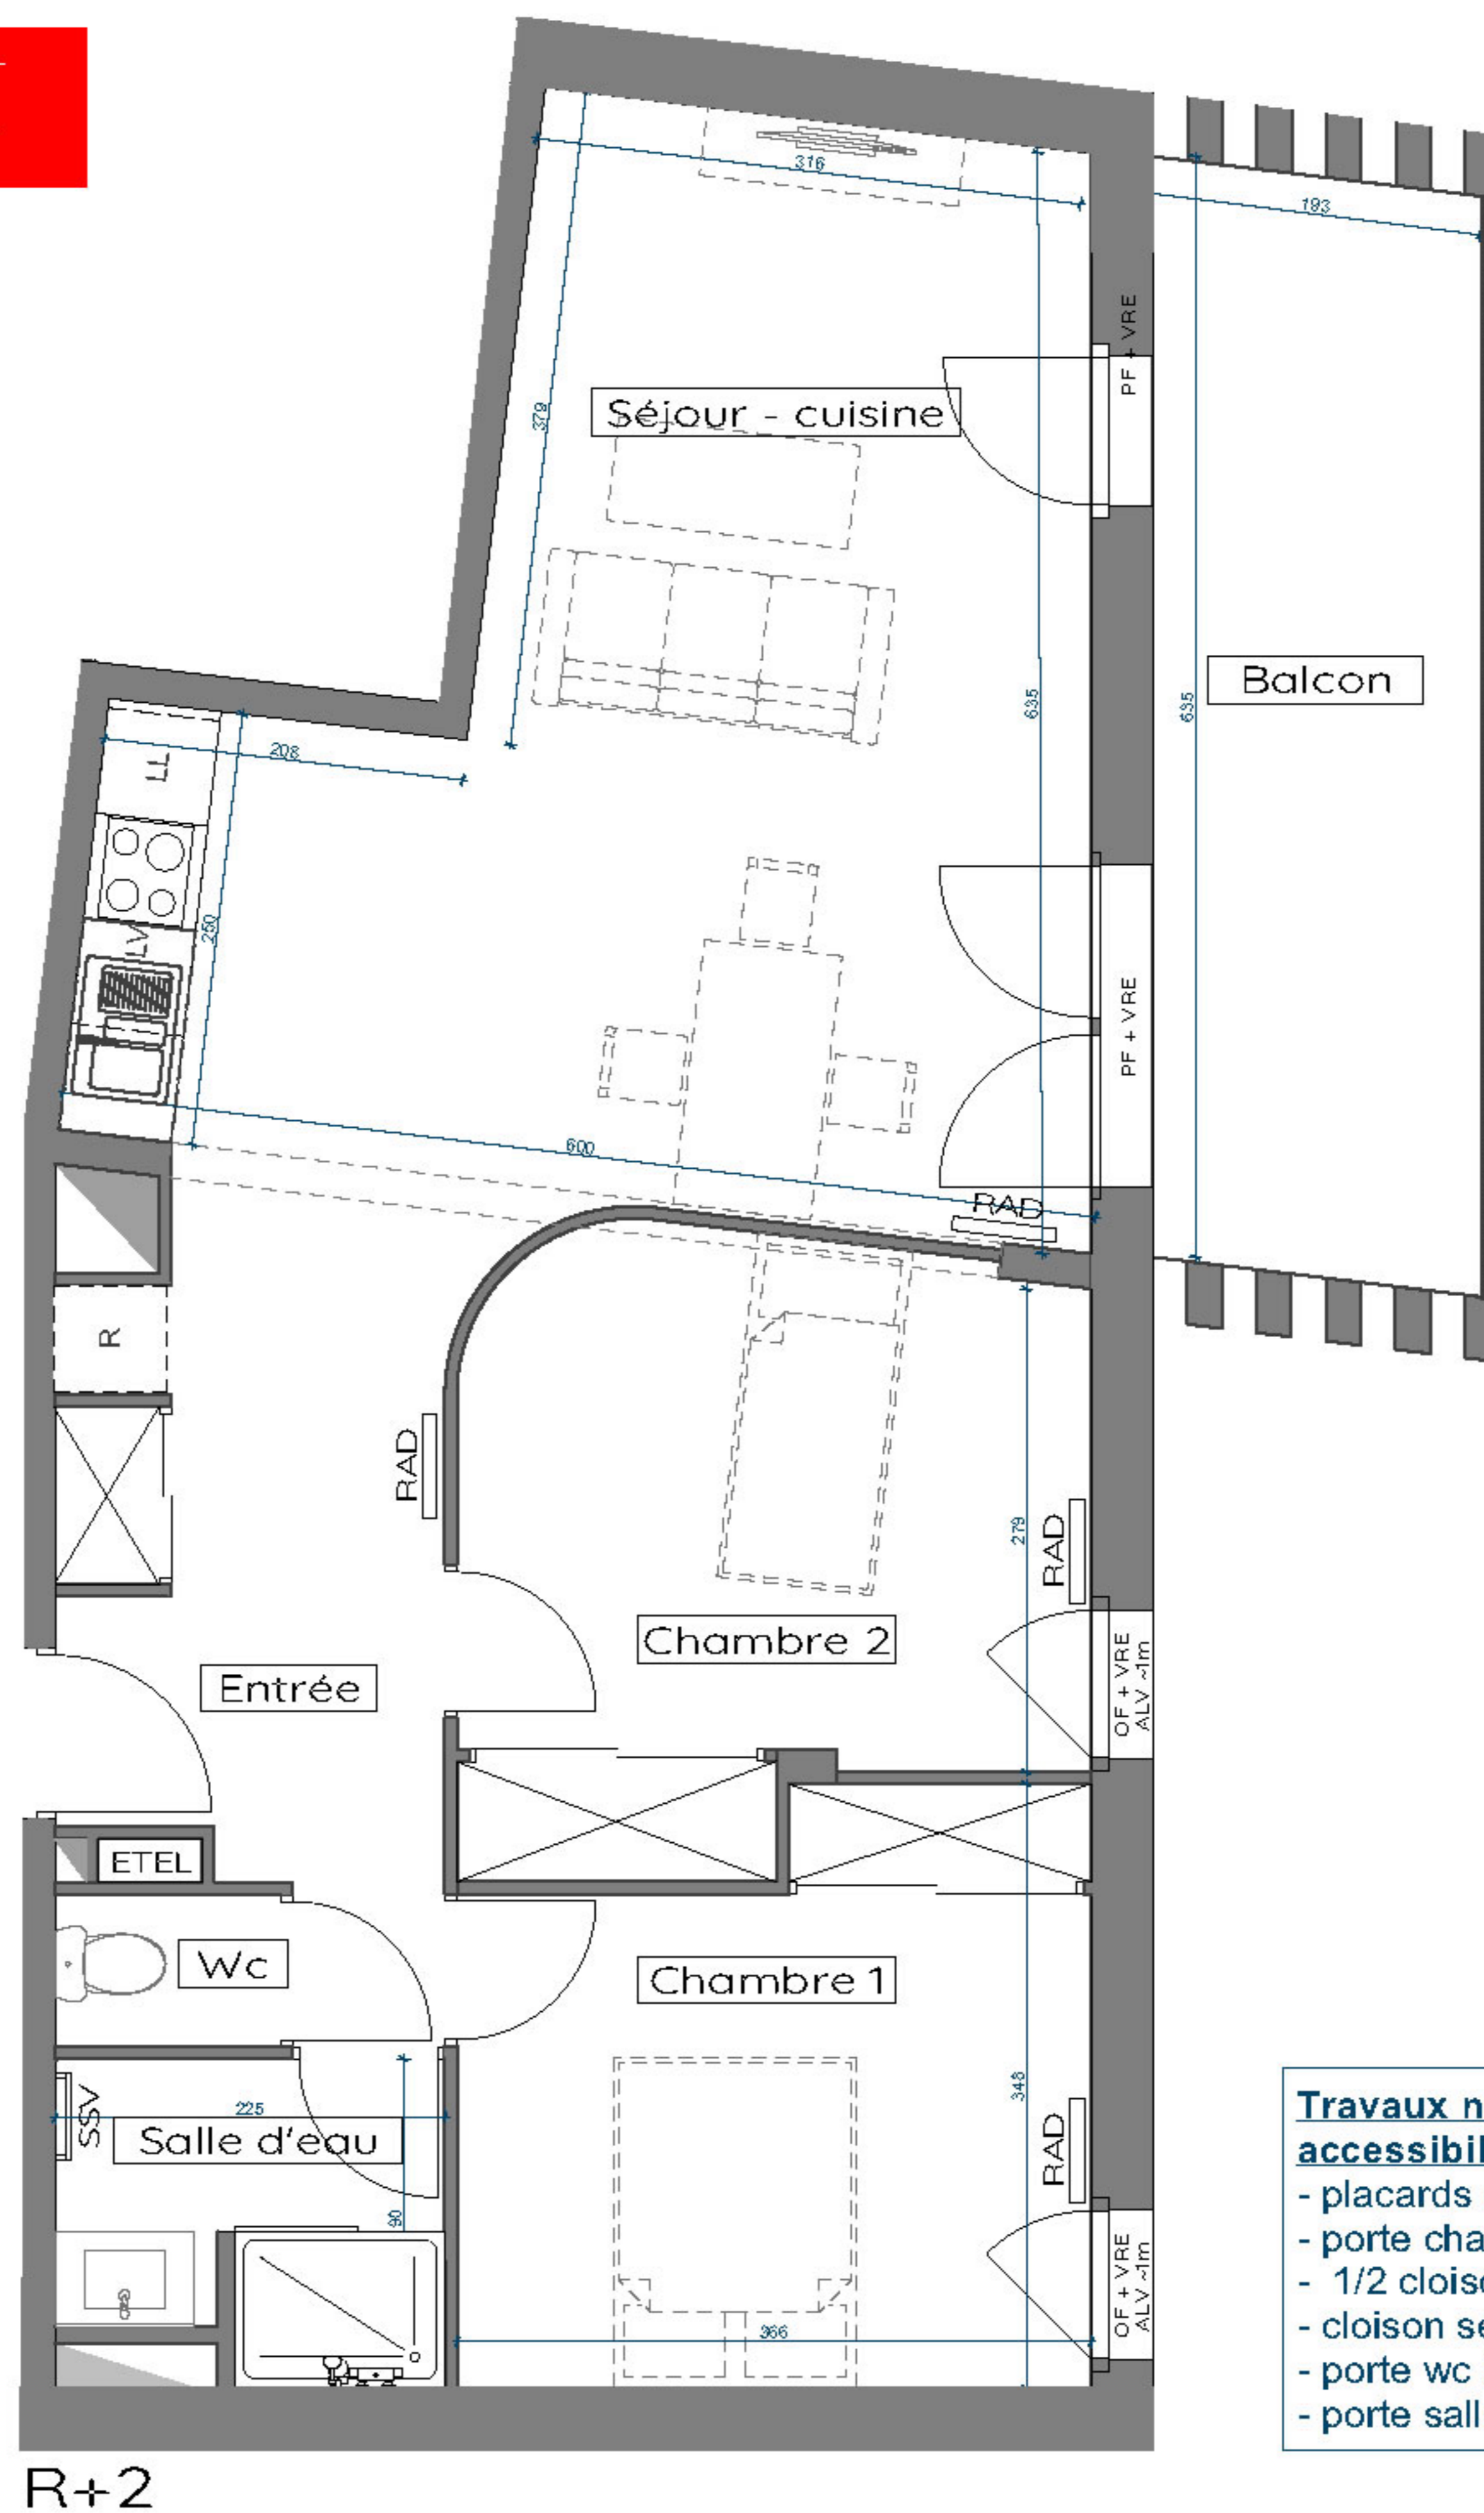 316
193
PF + VRE
Séjour - cuisine
379
635
635
Balcon
208
LL
250
LV
PF + VRE
600
RAD
R
RAD
279
RAD
Chambre 2
OF + VRE
ALV ~1m
Entrée
ETEL
Wc
Chambre 1
348
RAD
SSV
225
Salle d'eau
90
OF + VRE
ALV ~1m
366
Travaux n
accessibil
- placards
- porte cha
- 1/2 cloiso
- cloison se
- porte wc
- porte sall
R+2